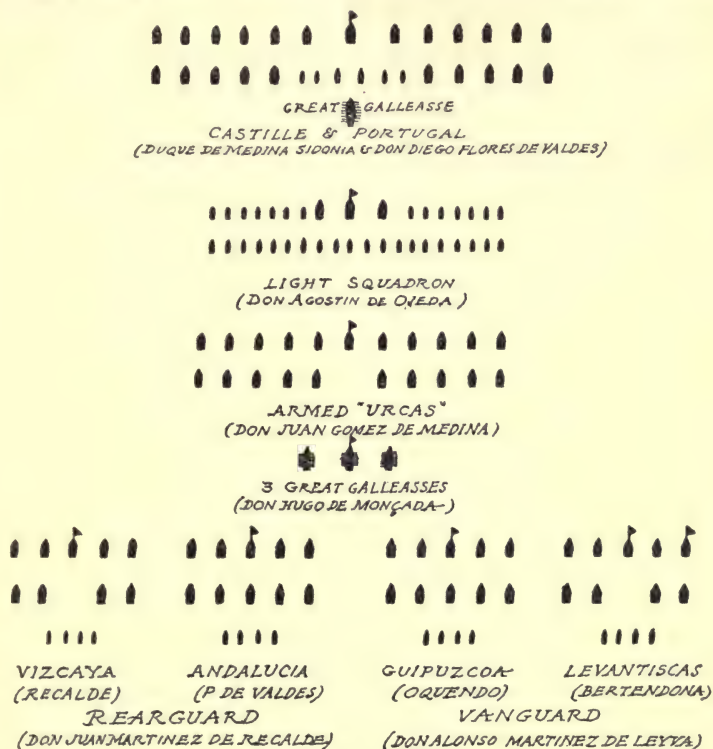 GREAT GALLEASSE
CASTILLE & PORTUGAL
(DUQUE DE MEDINA SIDONIA & DON DIEGO FLORES DE VALDES)
LIGHT SQUADRON
(DON AGOSTIN DE OJEDA)
ARMED "URCAS"
(DON JUAN GOMEZ DE MEDINA)
3 GREAT GALLEASSES
(DON HUGO DE MONÇADA)
VIZCAYA ANDALUCIA GUIPUZCOA LEVANTISCAS
(RECALDE) (P DE VALDES) (OQUENDO) (BERTENDONA)
REARGUARD VANGUARD
(DON JUAN MARTINEZ DE RECALDE) (DON ALONSO MARTINEZ DE LEYVA)